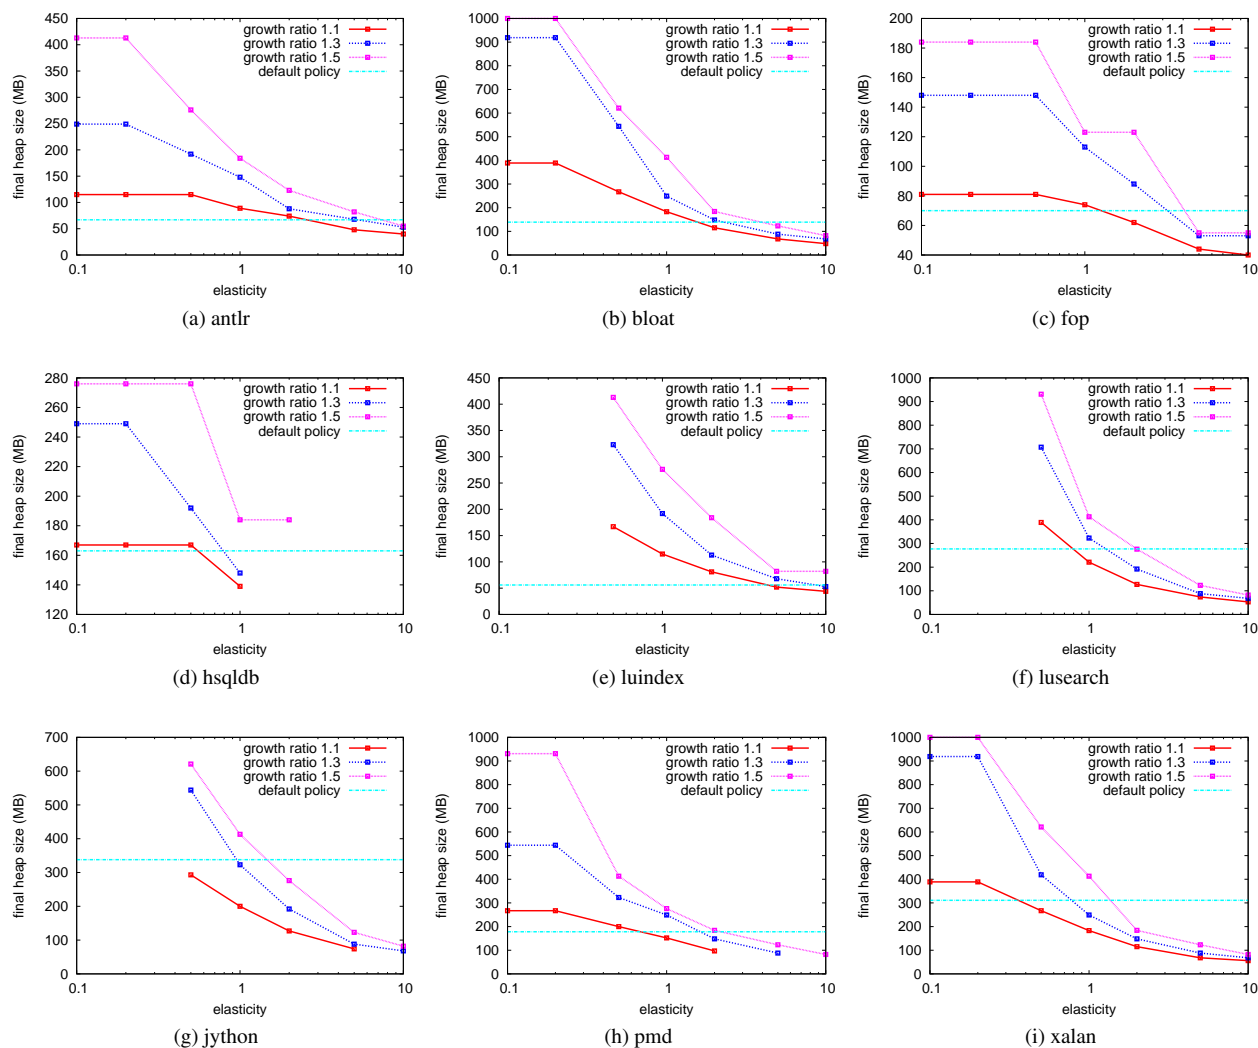 450
400
350
300
250
200
150
100
50
0
final heap size (MB)
growth ratio 1.1
growth ratio 1.3
growth ratio 1.5
default policy
0.1 1 10
elasticity
(a) antlr
1000
900
800
700
600
500
400
300
200
100
0
final heap size (MB)
growth ratio 1.1
growth ratio 1.3
growth ratio 1.5
default policy
0.1 1 10
elasticity
(b) bloat
200
180
160
140
120
100
80
60
40
final heap size (MB)
growth ratio 1.1
growth ratio 1.3
growth ratio 1.5
default policy
0.1 1 10
elasticity
(c) fop
280
260
240
220
200
180
160
140
120
final heap size (MB)
growth ratio 1.1
growth ratio 1.3
growth ratio 1.5
default policy
0.1 1 10
elasticity
(d) hsqldb
450
400
350
300
250
200
150
100
50
0
final heap size (MB)
growth ratio 1.1
growth ratio 1.3
growth ratio 1.5
default policy
0.1 1 10
elasticity
(e) luindex
1000
900
800
700
600
500
400
300
200
100
0
final heap size (MB)
growth ratio 1.1
growth ratio 1.3
growth ratio 1.5
default policy
0.1 1 10
elasticity
(f) lusearch
700
600
500
400
300
200
100
0
final heap size (MB)
growth ratio 1.1
growth ratio 1.3
growth ratio 1.5
default policy
0.1 1 10
elasticity
(g) jython
1000
900
800
700
600
500
400
300
200
100
0
final heap size (MB)
growth ratio 1.1
growth ratio 1.3
growth ratio 1.5
default policy
0.1 1 10
elasticity
(h) pmd
1000
900
800
700
600
500
400
300
200
100
0
final heap size (MB)
growth ratio 1.1
growth ratio 1.3
growth ratio 1.5
default policy
0.1 1 10
elasticity
(i) xalan